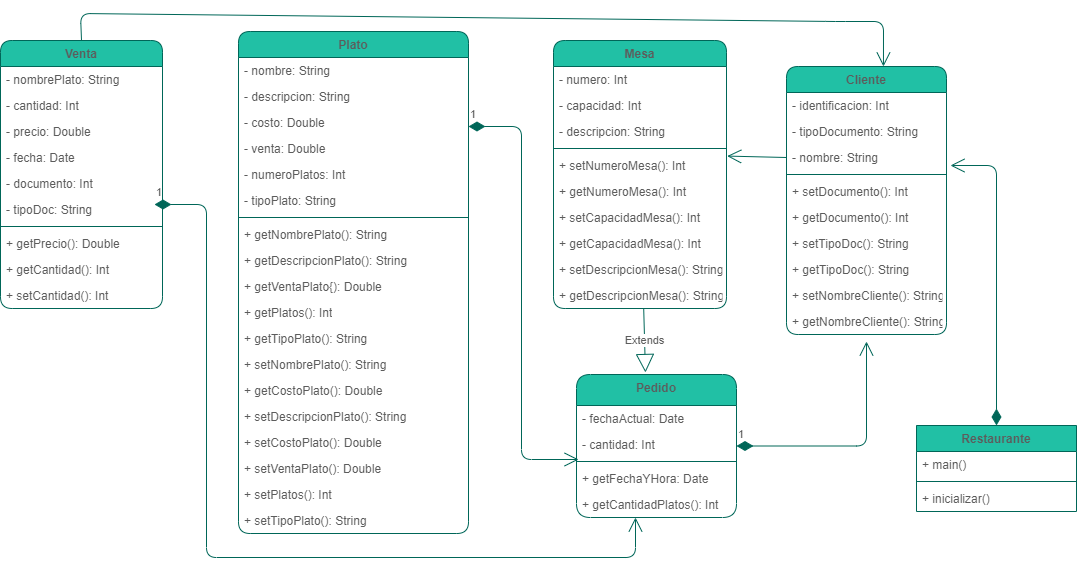 Venta
- nombrePlato: String
- cantidad: Int
- precio: Double
- fecha: Date
- documento: Int
- tipoDoc: String
+ getPrecio(): Double
+ getCantidad(): Int
+ setCantidad(): Int
1
Plato
- nombre: String
- descripcion: String
- costo: Double
- venta: Double
- numeroPlatos: Int
- tipoPlato: String
+ getNombrePlato(): String
+ getDescripcionPlato(): String
+ getVentaPlato{): Double
+ getPlatos(): Int
+ getTipoPlato(): String
+ setNombrePlato(): String
+ getCostoPlato(): Double
+ setDescripcionPlato(): String
+ setCostoPlato(): Double
+ setVentaPlato(): Double
+ setPlatos(): Int
+ setTipoPlato(): String
1
Mesa
- numero: Int
- capacidad: Int
- descripcion: String
+ setNumeroMesa(): Int
+ getNumeroMesa(): Int
+ setCapacidadMesa(): Int
+ getCapacidadMesa(): Int
+ setDescripcionMesa(): String
+ getDescripcionMesa(): String
Extends
Pedido
- fechaActual: Date
- cantidad: Int
+ getFechaYHora: Date
+ getCantidadPlatos(): Int
1
Cliente
- identificacion: Int
- tipoDocumento: String
- nombre: String
+ setDocumento(): Int
+ getDocumento(): Int
+ setTipoDoc(): String
+ getTipoDoc(): String
+ setNombreCliente(): String
+ getNombreCliente(): String
Restaurante
+ main()
+ inicializar()